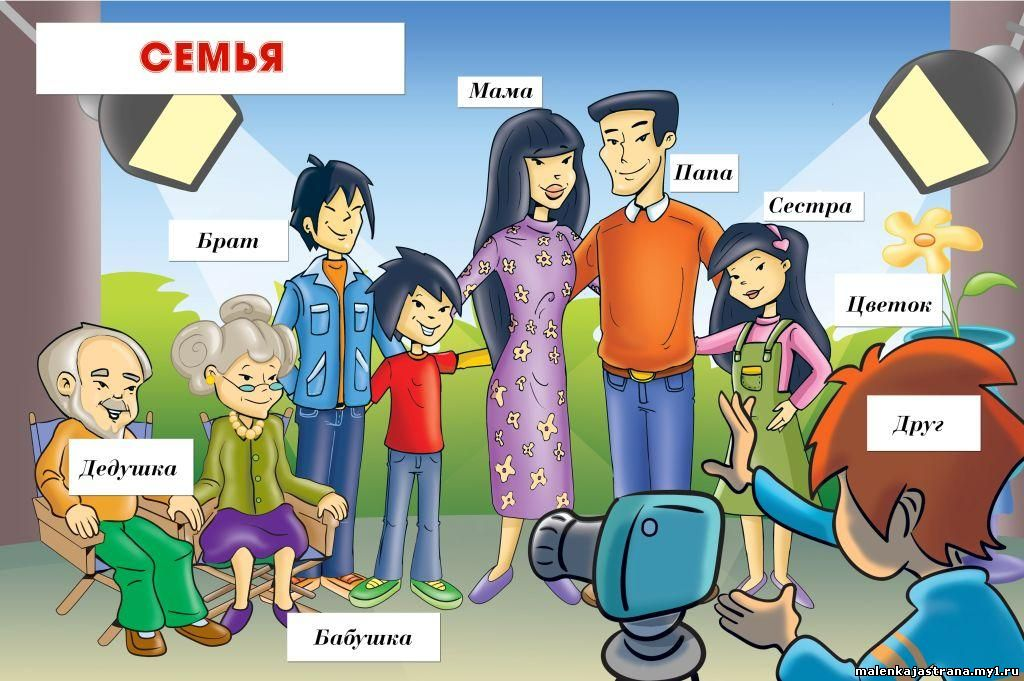 СЕМЬЯ
Мама
Папа
Сестра
Брат
Цветок
Друг
Дедушка
Бабушка
malenkajastrana.my1.ru